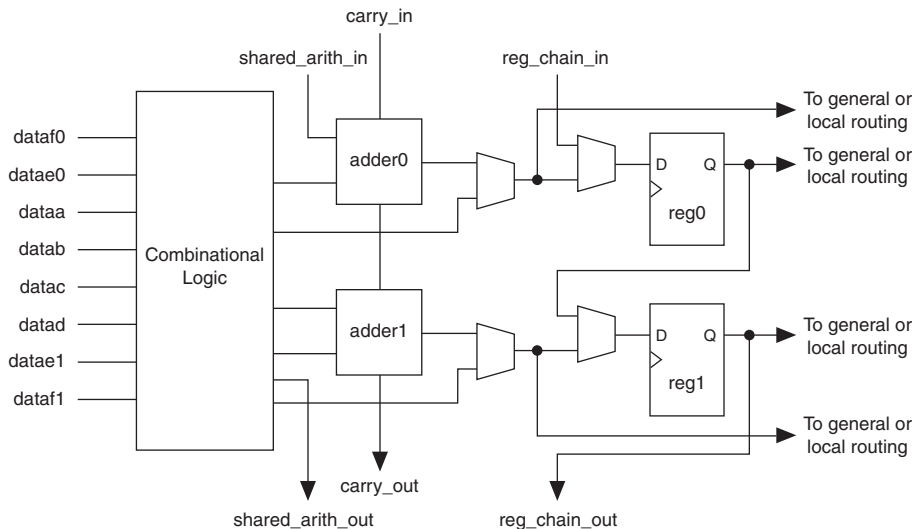 carry_in
shared_arith_in
reg_chain_in
To general or
local routing
dataf0
datae0
dataa
datab
datac
datad
datae1
dataf1
Combinational
Logic
adder0
D
Q
reg0
To general or
local routing
adder1
D
Q
reg1
To general or
local routing
To general or
local routing
carry_out
shared_arith_out
reg_chain_out